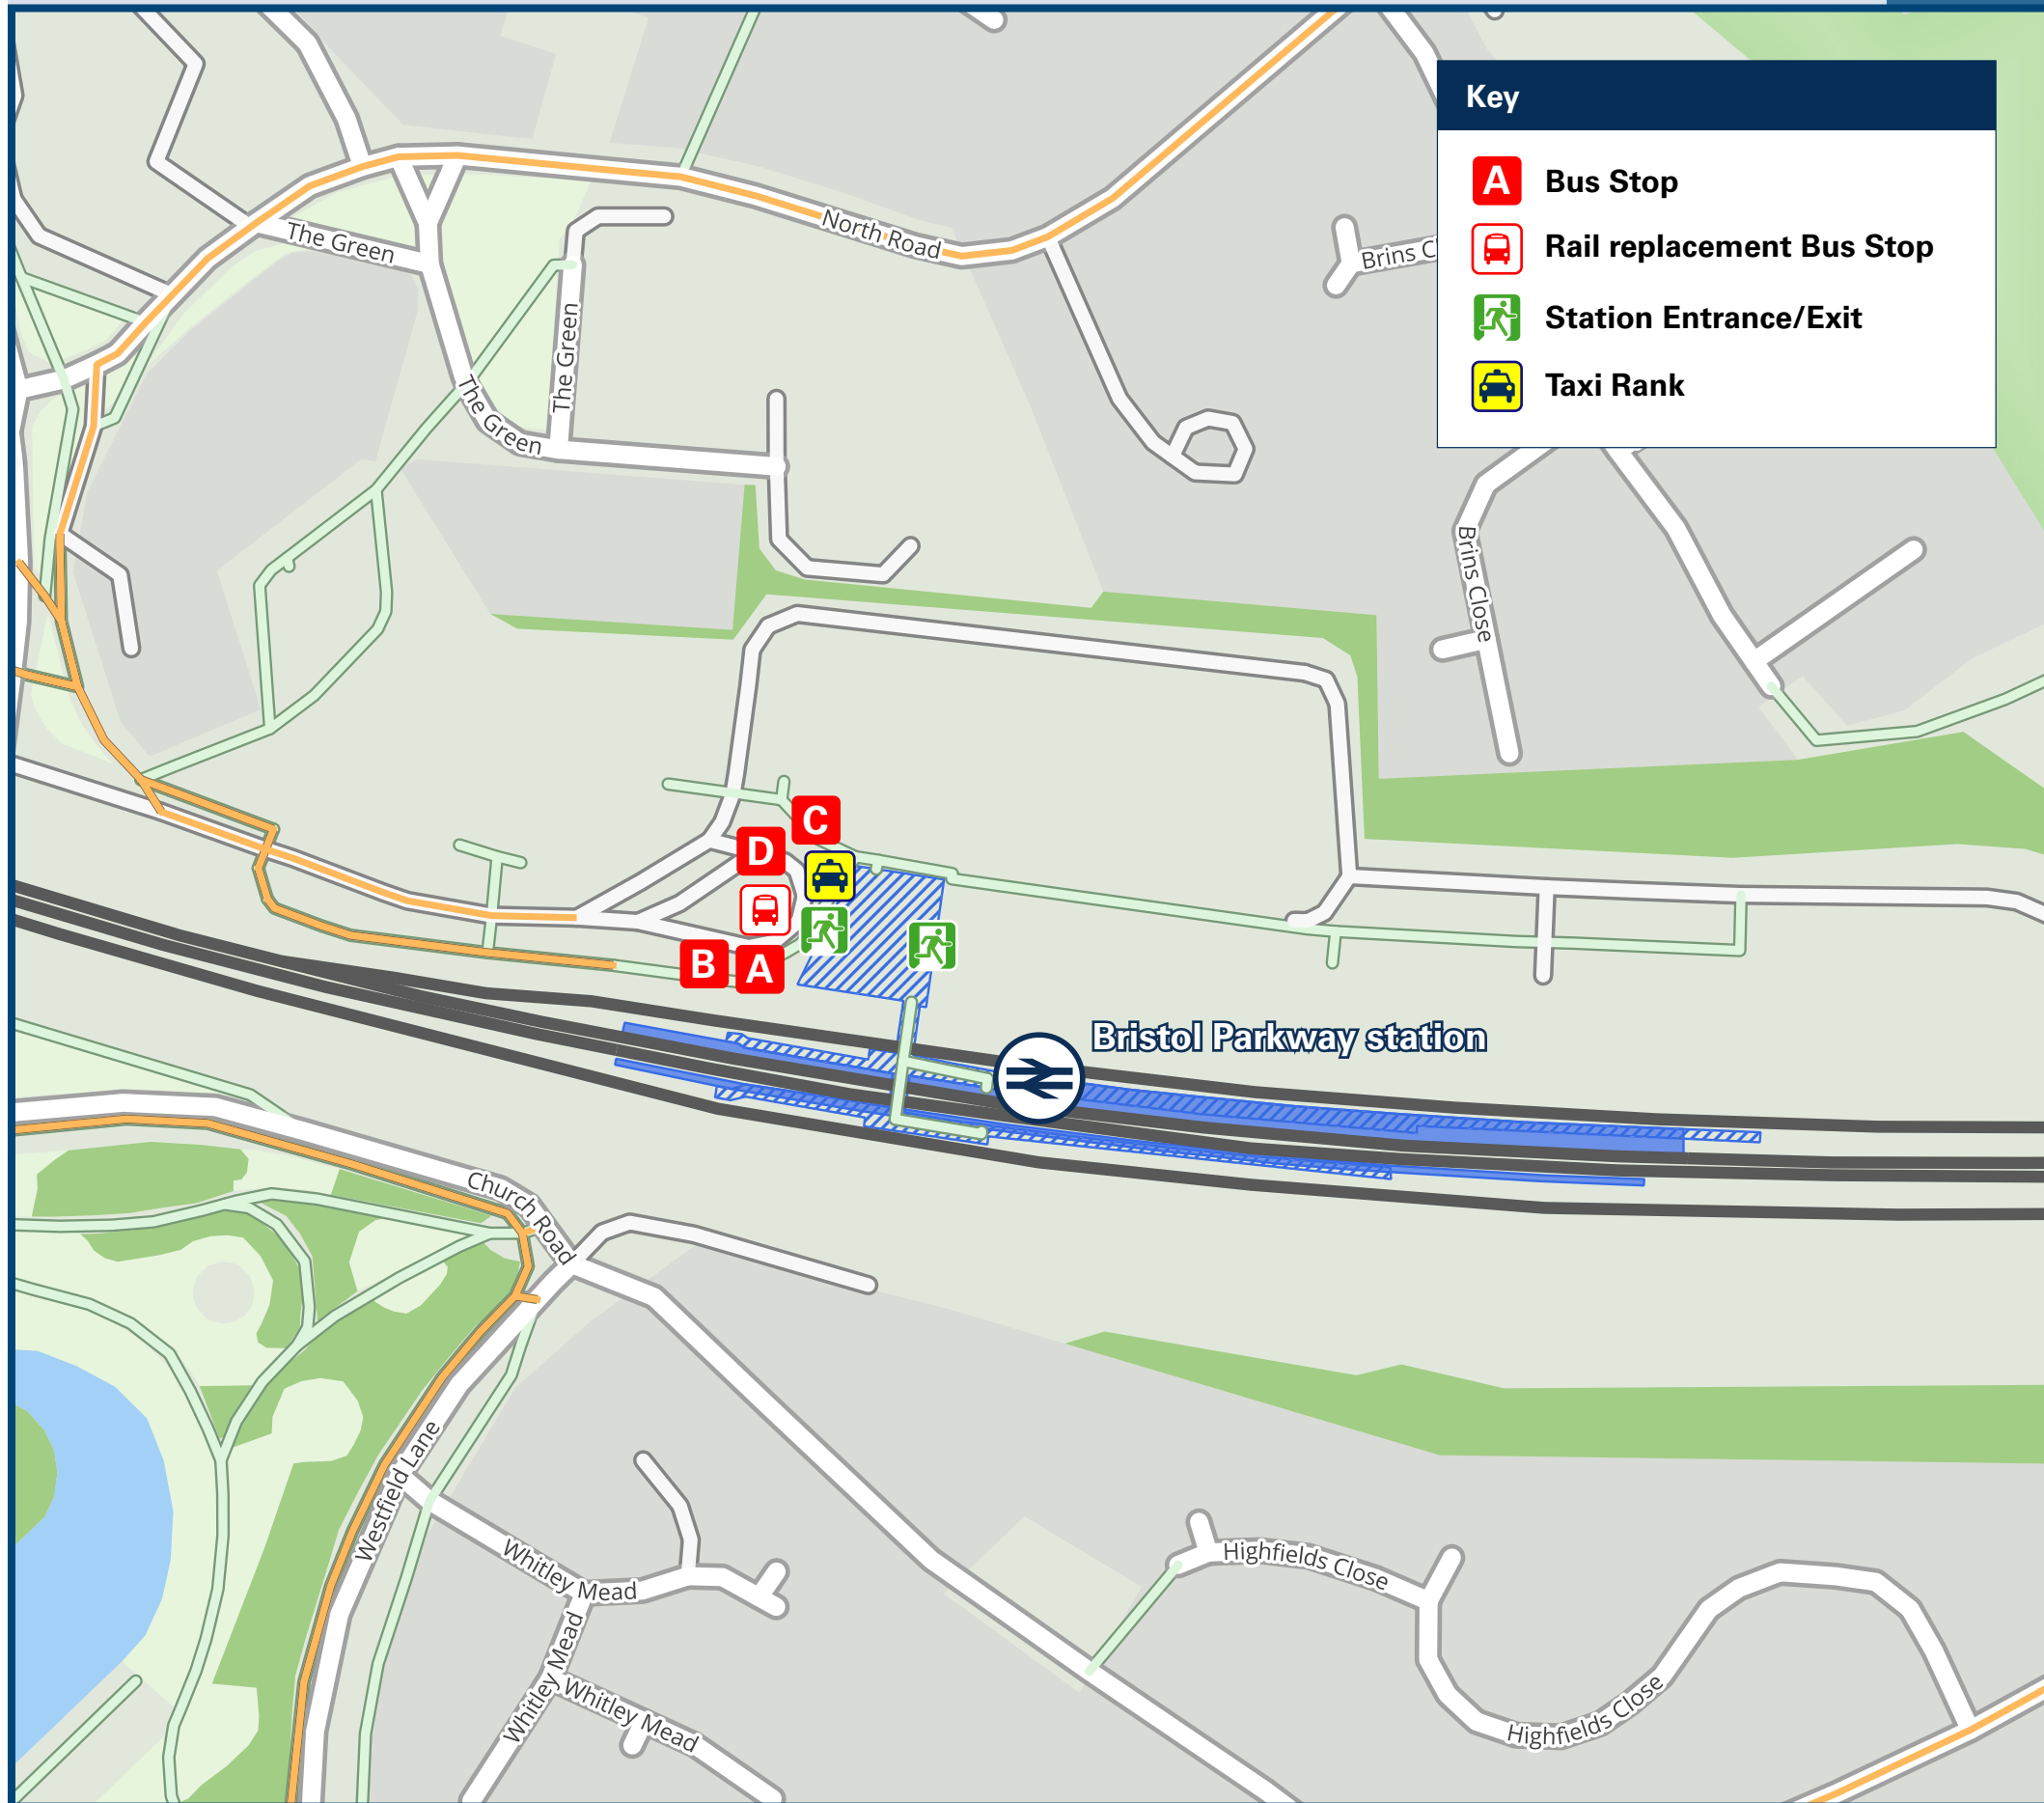 Key
A
Bus Stop
Rail replacement Bus Stop
Station Entrance/Exit
Taxi Rank
North Road
The Green
Brins Cl
The Green
The Green
Brins Close
C
D
B
A
Bristol Parkway station
Church Road
Westfield Lane
Whitley Mead
Highfields Close
Whitley Mead
Whitley Mead
Highfields Close